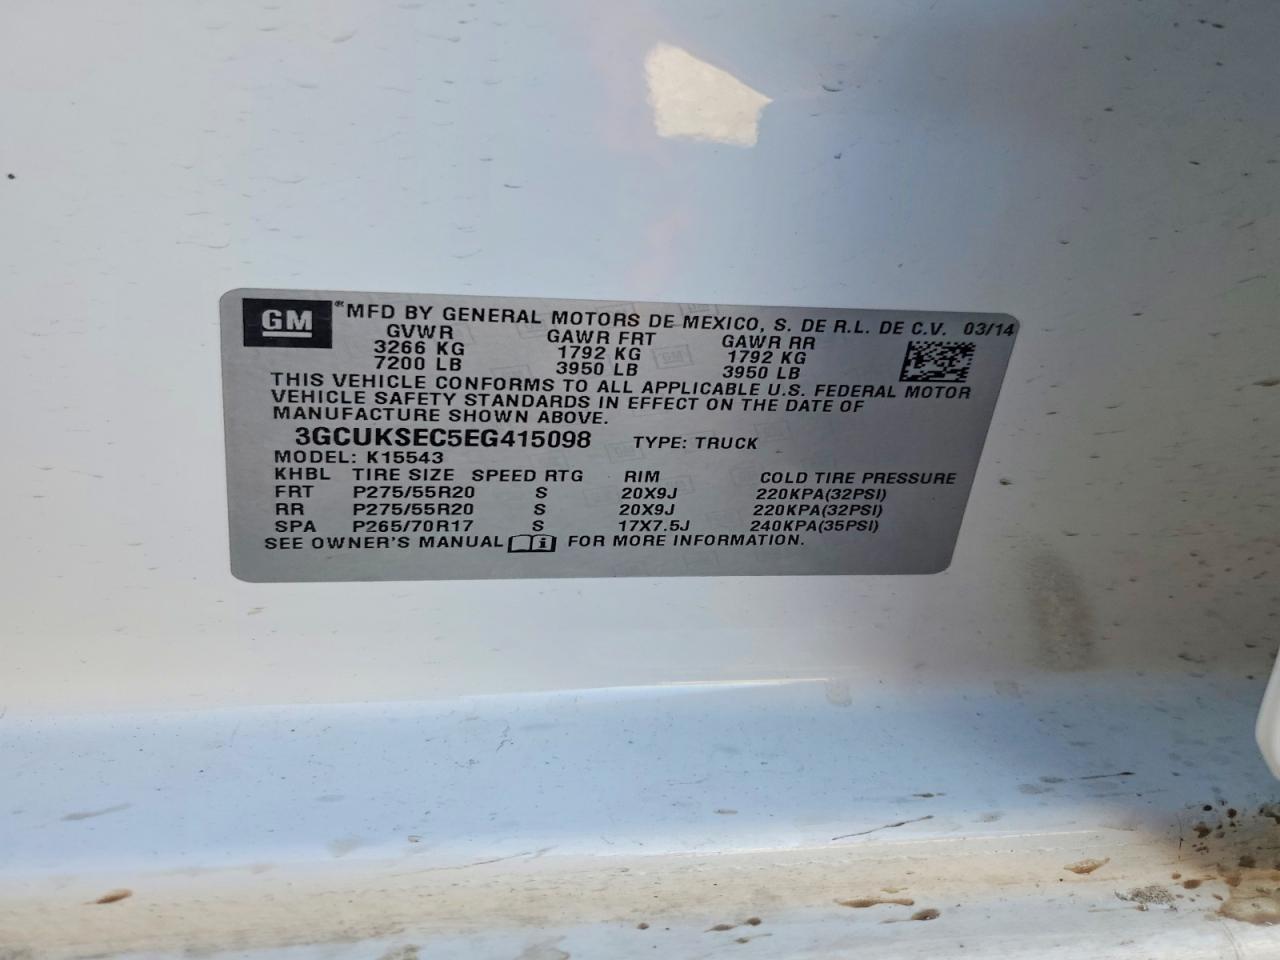 GM ® MFD BY GENERAL MOTORS DE MEXICO, S. DE R.L. DE C.V. 03/14
GVWR GAWR FRT GAWR RR
3266 KG 1792 KG 1792 KG
7200 LB 3950 LB 3950 LB
THIS VEHICLE CONFORMS TO ALL APPLICABLE U.S. FEDERAL MOTOR
VEHICLE SAFETY STANDARDS IN EFFECT ON THE DATE OF
MANUFACTURE SHOWN ABOVE.
3GCUKSEC5EG415098 TYPE: TRUCK
MODEL: K15543
KHBL TIRE SIZE SPEED RTG RIM COLD TIRE PRESSURE
FRT P275/55R20 S 20X9J 220KPA(32PSI)
RR P275/55R20 S 20X9J 220KPA(32PSI)
SPA P265/70R17 S 17X7.5J 240KPA(35PSI)
SEE OWNER'S MANUAL FOR MORE INFORMATION.